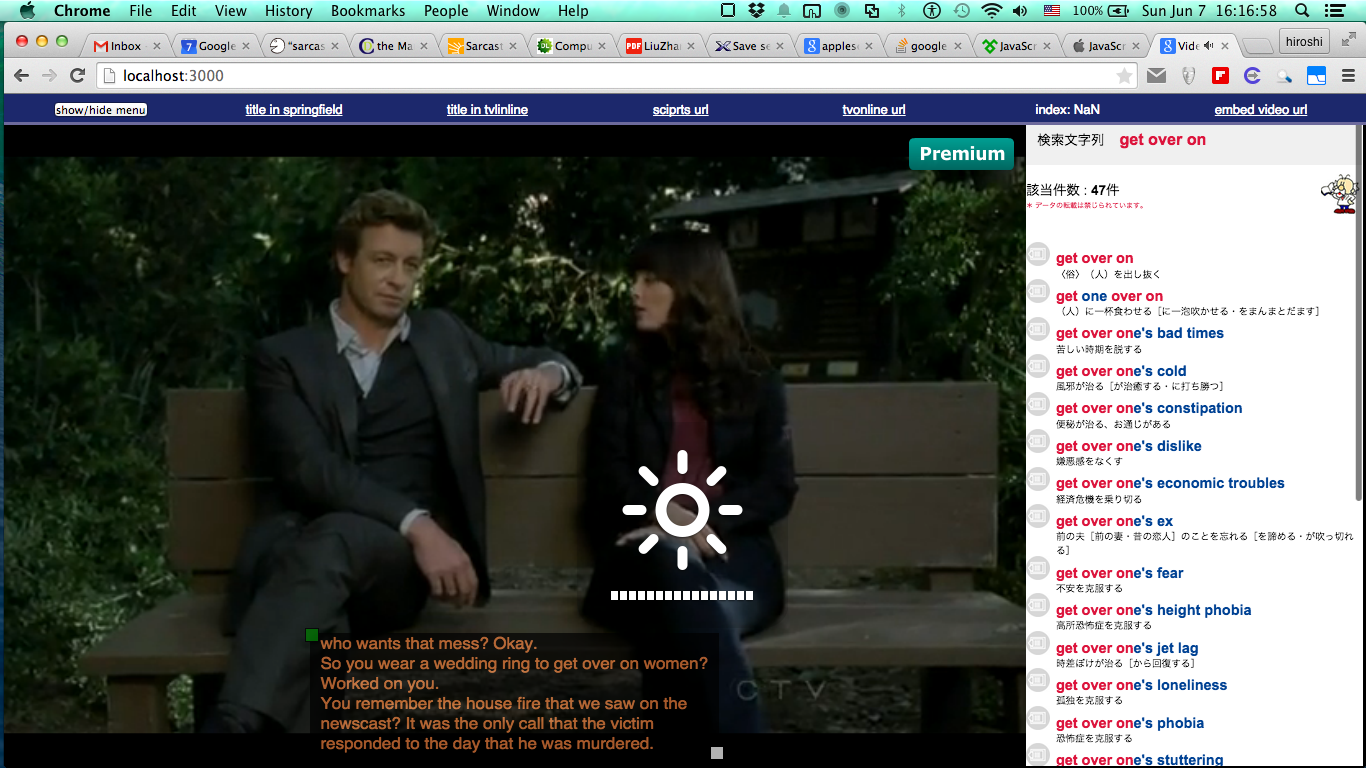 Chrome File Edit View History Bookmarks People Window Help 100% Sun Jun 7 16:16:58
Inbox Google "sarcas the Ma Sarcast Compu LiuZhar Save se applesc google JavaScr JavaScr Vide hiroshi
localhost:3000
show/hide menu title in springfield title in tvlinline sciprts url tvonline url index: NaN embed video url
Premium
who wants that mess? Okay.
So you wear a wedding ring to get over on women?
Worked on you.
You remember the house fire that we saw on the
newscast? It was the only call that the victim
responded to the day that he was murdered.
CTV
検索文字列 get over on
該当件数 : 47件
＊ データの転載は禁じられています。
get over on
〈俗〉（人）を出し抜く
get one over on
（人）に一杯食わせる［に一泡吹かせる・をまんまとだます］
get over one's bad times
苦しい時期を脱する
get over one's cold
風邪が治る［が治癒する・に打ち勝つ］
get over one's constipation
便秘が治る、お通じがある
get over one's dislike
嫌悪感をなくす
get over one's economic troubles
経済危機を乗り切る
get over one's ex
前の夫［前の妻・昔の恋人］のことを忘れる［を諦める・が吹っ切れ
る］
get over one's fear
不安を克服する
get over one's height phobia
高所恐怖症を克服する
get over one's jet lag
時差ぼけが治る［から回復する］
get over one's loneliness
孤独を克服する
get over one's phobia
恐怖症を克服する
get over one's stuttering